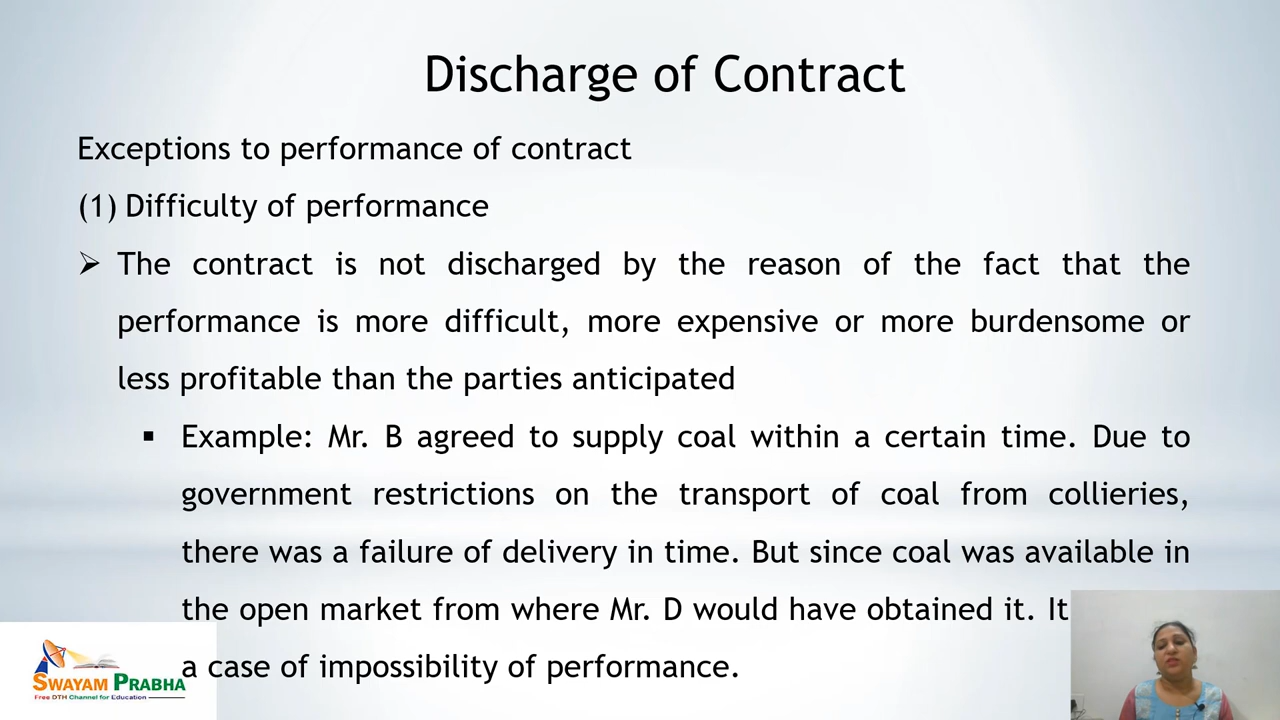 Discharge of Contract
Exceptions to performance of contract
(1) Difficulty of performance
➢ The contract is not discharged by the reason of the fact that the
performance is more difficult, more expensive or more burdensome or
less profitable than the parties anticipated
▪ Example: Mr. B agreed to supply coal within a certain time. Due to
government restrictions on the transport of coal from collieries,
there was a failure of delivery in time. But since coal was available in
the open market from where Mr. D would have obtained it. It
a case of impossibility of performance.
SWAYAM PRABHA
Free DTH Channel for Education